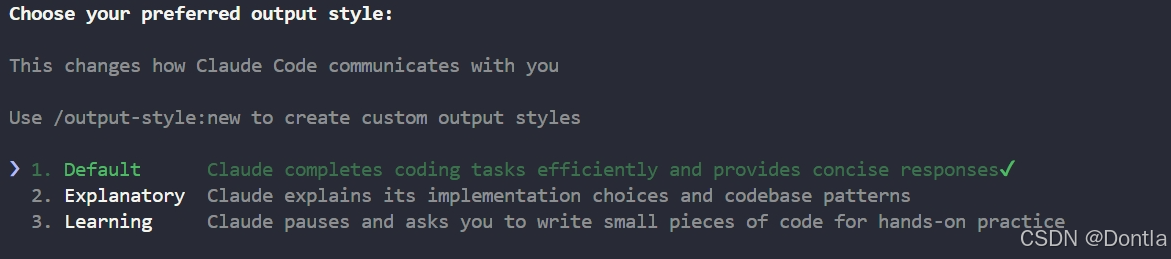 Choose your preferred output style:
This changes how Claude Code communicates with you
Use /output-style:new to create custom output styles
❯ 1. Default Claude completes coding tasks efficiently and provides concise responses✓
2. Explanatory Claude explains its implementation choices and codebase patterns
3. Learning Claude pauses and asks you to write small pieces of code for hands-on practice
CSDN @Dontla